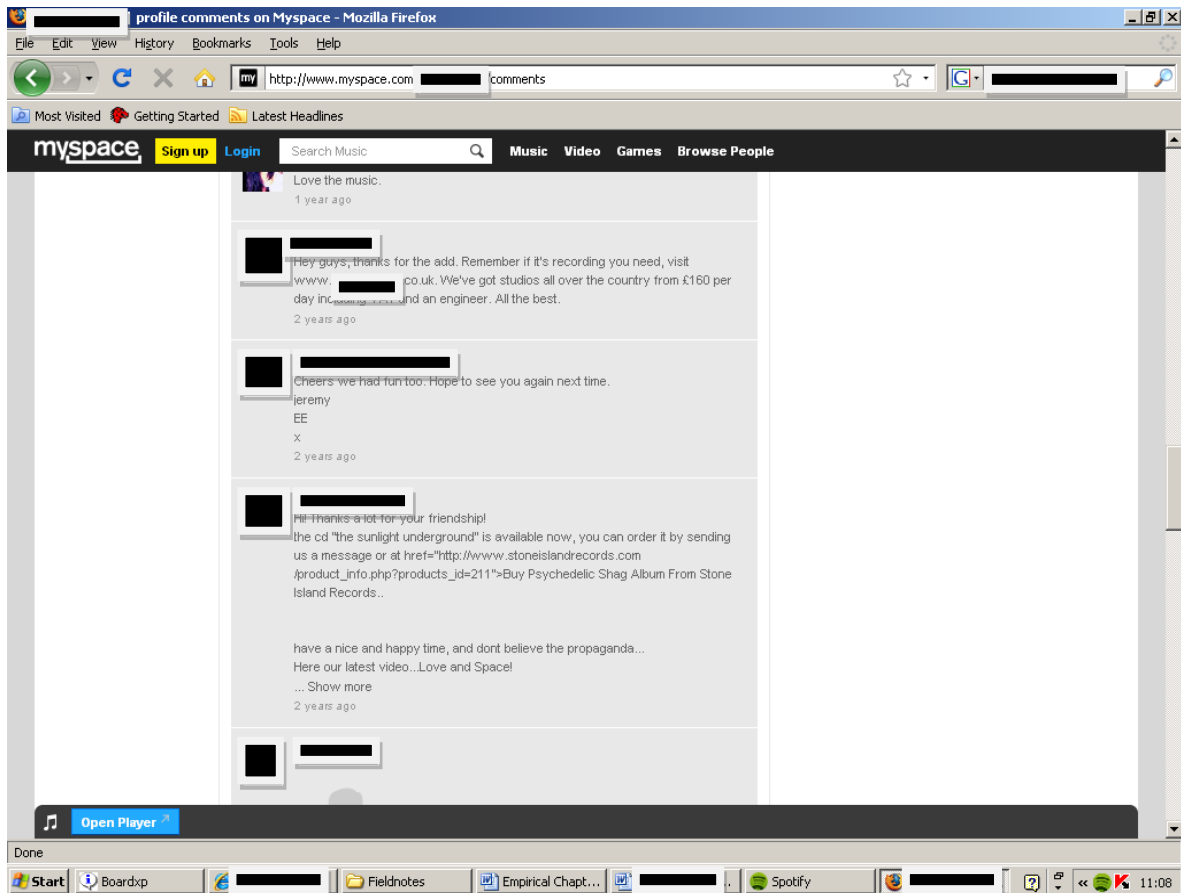 profile comments on Myspace - Mozilla Firefox
File Edit View History Bookmarks Tools Help
my http://www.myspace.com /comments G
Most Visited Getting Started Latest Headlines
myspace Sign up Login Search Music Music Video Games Browse People
Love the music.
1 year ago
Hey guys, thanks for the add. Remember if it's recording you need, visit
www. co.uk. We've got studios all over the country from £160 per
day and an engineer. All the best.
2 years ago
Cheers we had fun too. Hope to see you again next time.
jeremy
EE
x
2 years ago
Hi! Thanks a lot for your friendship!
the cd "the sunlight underground" is available now, you can order it by sending
us a message or at href="http://www.stoneislandrecords.com
/product_info.php?products_id=211">Buy Psychedelic Shag Album From Stone
Island Records..
have a nice and happy time, and dont believe the propaganda...
Here our latest video...Love and Space!
... Show more
2 years ago
Open Player
Done
Start Boardxp Fieldnotes Empirical Chapt... .. Spotify 11:08